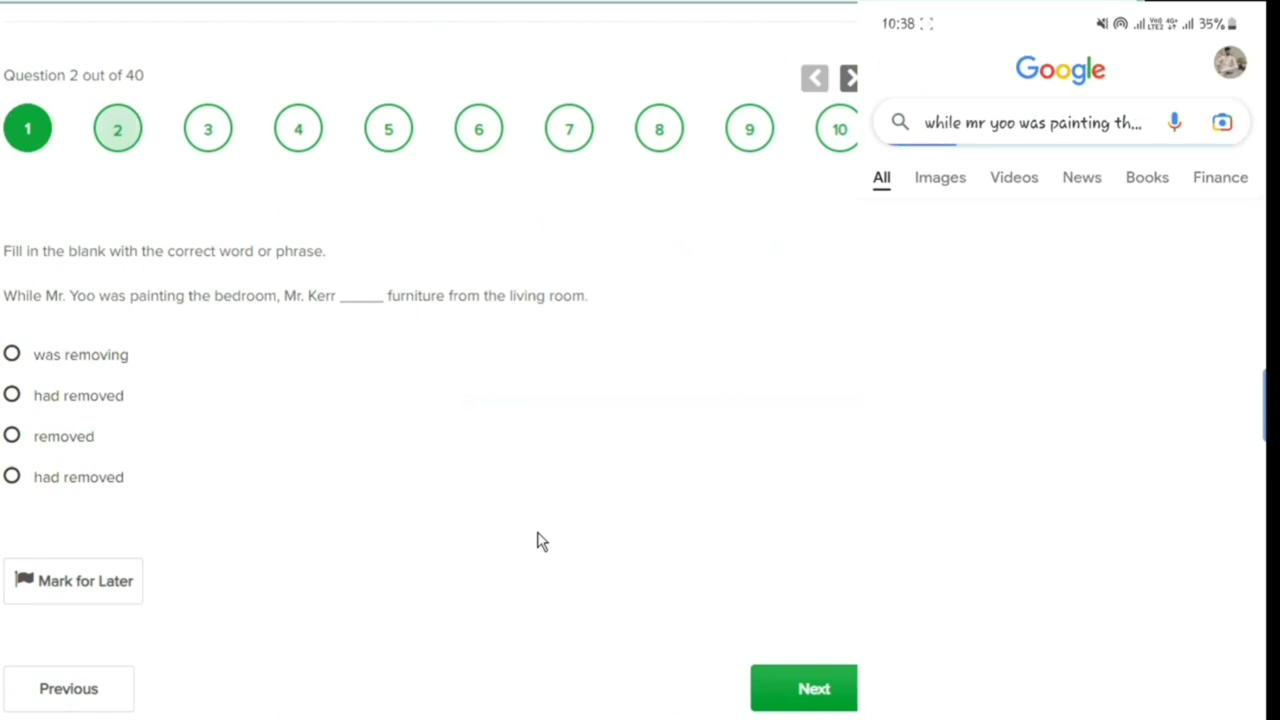 Question 2 out of 40
1 2 3 4 5 6 7 8 9 10
Fill in the blank with the correct word or phrase.
While Mr. Yoo was painting the bedroom, Mr. Kerr _____ furniture from the living room.
was removing
had removed
removed
had removed
Mark for Later
Previous
Next
10:38
35%
Google
while mr yoo was painting th...
All Images Videos News Books Finance